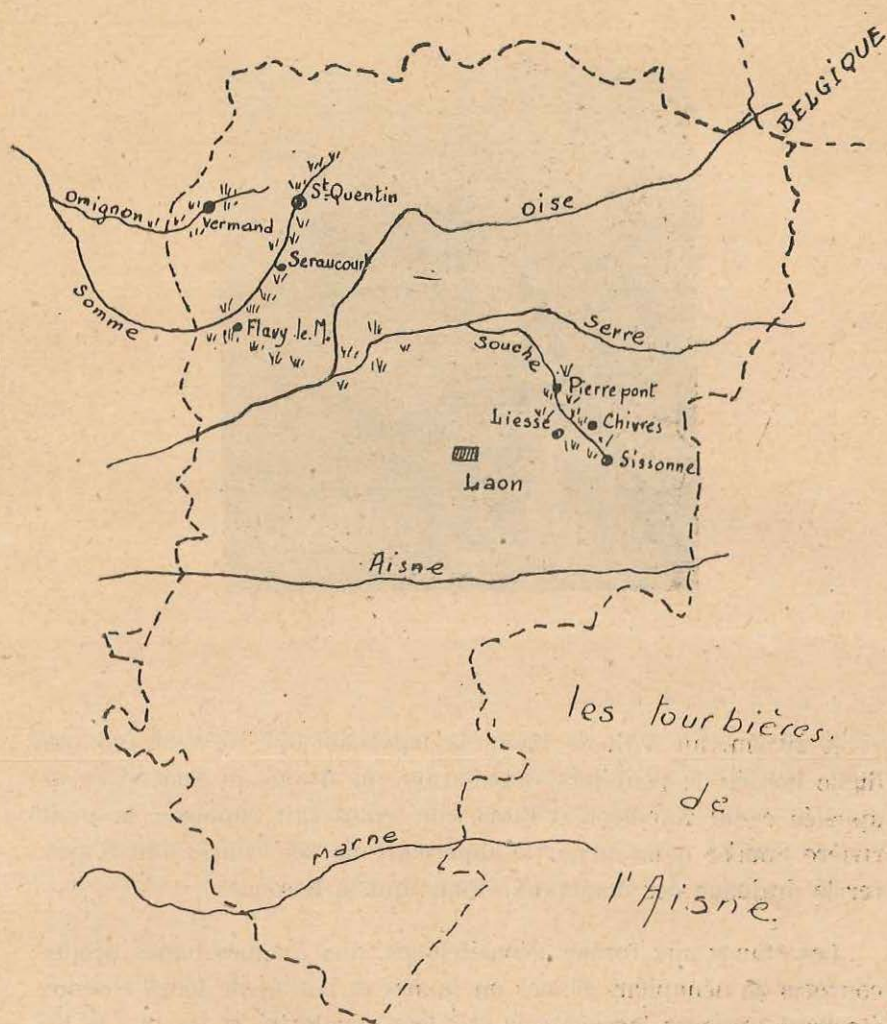 BELGIQUE
Omignon
Vermand
St Quentin
Oise
Seraucourt
Somme
Flavy.le.M.
Serre
Souche
Pierrepont
Liesse
Chivres
Sissonne
Laon
Aisne
les tourbières.
de
l'Aisne.
Marne